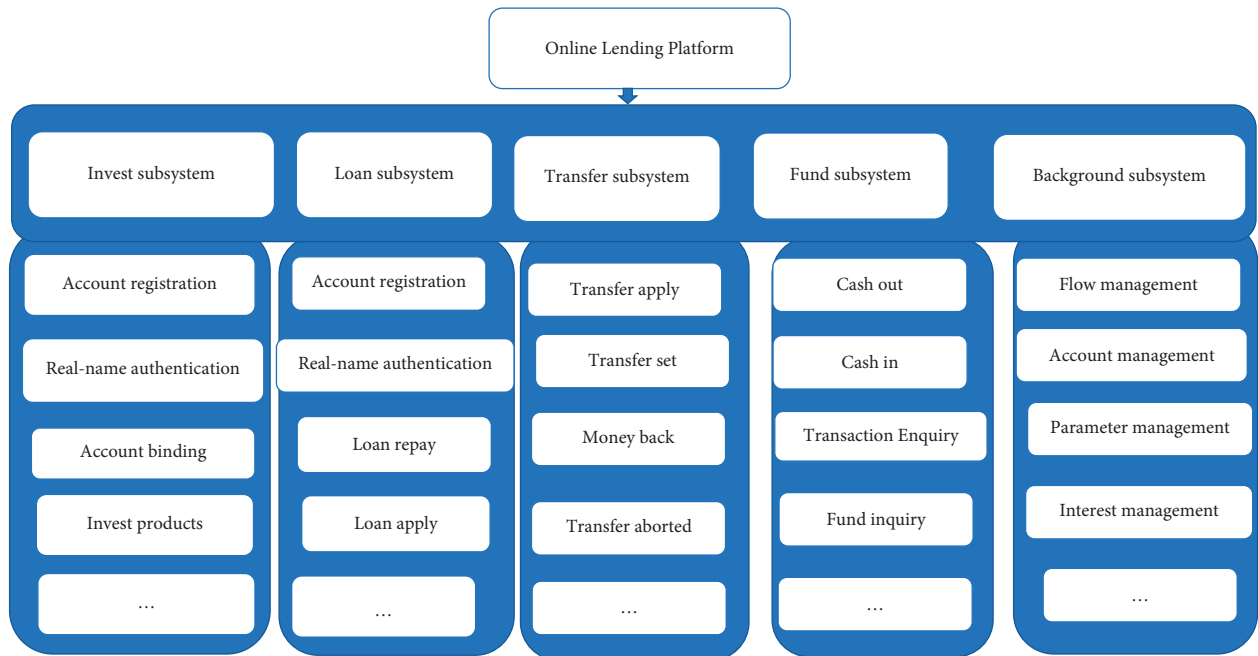 Online Lending Platform
Invest subsystem
Loan subsystem
Transfer subsystem
Fund subsystem
Background subsystem
Account registration
Real-name authentication
Account binding
Invest products
…
Account registration
Real-name authentication
Loan repay
Loan apply
…
Transfer apply
Transfer set
Money back
Transfer aborted
…
Cash out
Cash in
Transaction Enquiry
Fund inquiry
…
Flow management
Account management
Parameter management
Interest management
…